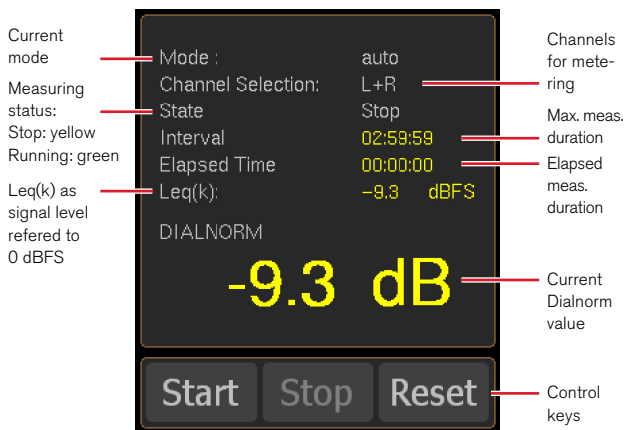 Current
mode
Measuring
status:
Stop: yellow
Running: green
Leq(k) as
signal level
refered to
0 dBFS
Mode : auto
Channel Selection: L+R
State Stop
Interval 02:59:59
Elapsed Time 00:00:00
Leq(k): -9.3 dBFS
DIALNORM
-9.3 dB
Start Stop Reset
Channels
for mete-
ring
Max. meas.
duration
Elapsed
meas.
duration
Current
Dialnorm
value
Control
keys